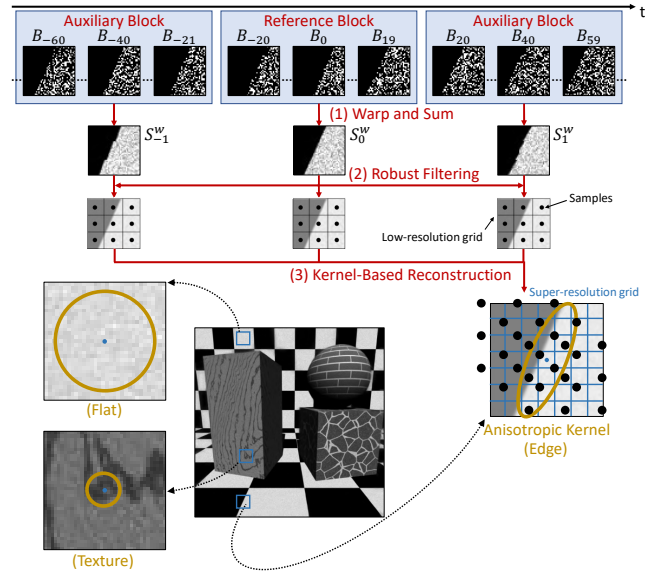 t
Auxiliary Block
Reference Block
Auxiliary Block
B₋₆₀ B₋₄₀ B₋₂₁
B₋₂₀ B₀ B₁₉
B₂₀ B₄₀ B₅₉
(1) Warp and Sum
S₋₁ʷ
S₀ʷ
S₁ʷ
(2) Robust Filtering
Samples
Low-resolution grid
(3) Kernel-Based Reconstruction
Super-resolution grid
(Flat)
Anisotropic Kernel
(Edge)
(Texture)